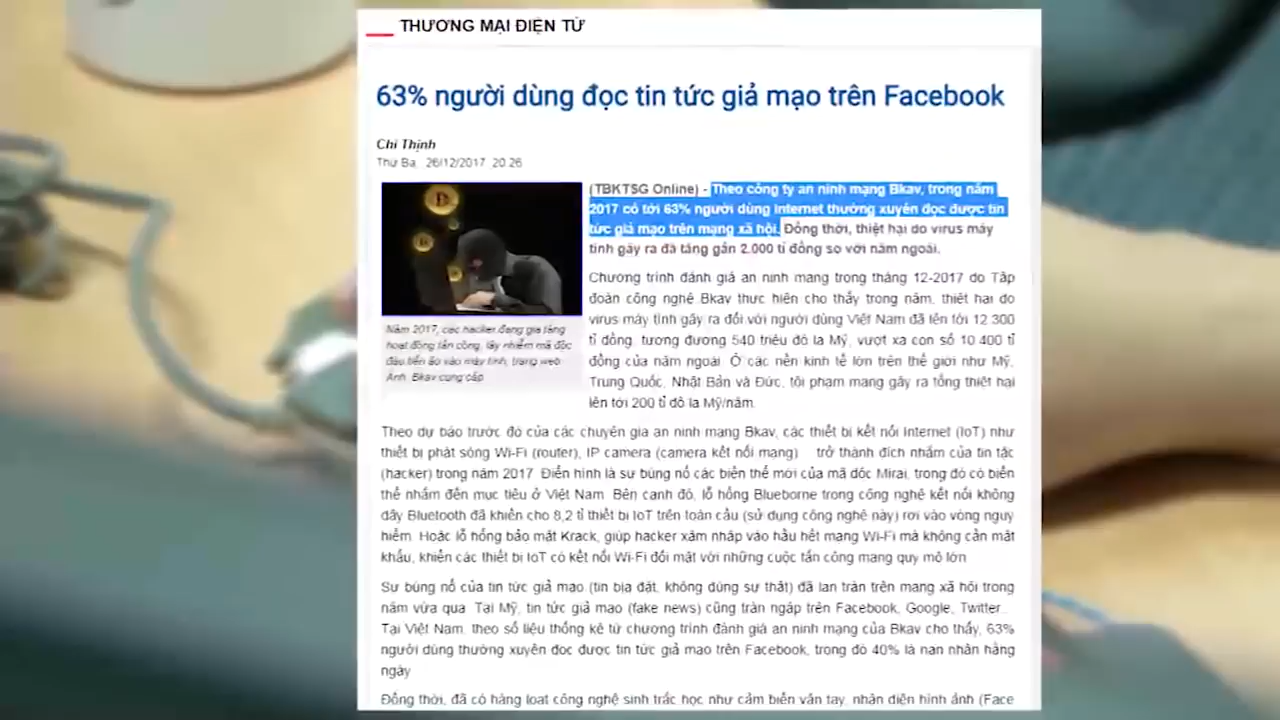 THƯƠNG MẠI ĐIỆN TỬ
63% người dùng đọc tin tức giả mạo trên Facebook
Chí Thịnh
Thứ Ba, 26/12/2017, 20:26
(TBKTSG Online) - Theo công ty an ninh mạng Bkav, trong năm
2017 có tới 63% người dùng Internet thường xuyên đọc được tin
tức giả mạo trên mạng xã hội. Đồng thời, thiệt hại do virus máy
tính gây ra đã tăng gần 2.000 tỉ đồng so với năm ngoái.
Năm 2017, các hacker đang gia tăng
hoạt động tấn công, lây nhiễm mã độc
đào tiền ảo vào máy tính, trang web.
Ảnh: Bkav cung cấp
Chương trình đánh giá an ninh mạng trong tháng 12-2017 do Tập
đoàn công nghệ Bkav thực hiện cho thấy trong năm, thiệt hại do
virus máy tính gây ra đối với người dùng Việt Nam đã lên tới 12.300
tỉ đồng, tương đương 540 triệu đô la Mỹ, vượt xa con số 10.400 tỉ
đồng của năm ngoái. Ở các nền kinh tế lớn trên thế giới như Mỹ,
Trung Quốc, Nhật Bản và Đức, tội phạm mạng gây ra tổng thiệt hại
lên tới 200 tỉ đô la Mỹ/năm.
Theo dự báo trước đó của các chuyên gia an ninh mạng Bkav, các thiết bị kết nối Internet (IoT) như
thiết bị phát sóng Wi-Fi (router), IP camera (camera kết nối mạng)... trở thành đích nhắm của tin tặc
(hacker) trong năm 2017. Điển hình là sự bùng nổ các biến thể mới của mã độc Mirai, trong đó có biến
thể nhắm đến mục tiêu ở Việt Nam. Bên cạnh đó, lỗ hổng Blueborne trong công nghệ kết nối không
dây Bluetooth đã khiến cho 8,2 tỉ thiết bị IoT trên toàn cầu (sử dụng công nghệ này) rơi vào vòng nguy
hiểm. Hoặc lỗ hổng bảo mật Krack, giúp hacker xâm nhập vào hầu hết mạng Wi-Fi mà không cần mật
khẩu, khiến các thiết bị IoT có kết nối Wi-Fi đối mặt với những cuộc tấn công mạng quy mô lớn.
Sự bùng nổ của tin tức giả mạo (tin bịa đặt, không đúng sự thật) đã lan tràn trên mạng xã hội trong
năm vừa qua. Tại Mỹ, tin tức giả mạo (fake news) cũng tràn ngập trên Facebook, Google, Twitter...
Tại Việt Nam, theo số liệu thống kê từ chương trình đánh giá an ninh mạng của Bkav cho thấy, 63%
người dùng thường xuyên đọc được tin tức giả mạo trên Facebook, trong đó 40% là nạn nhân hằng
ngày.
Đồng thời, đã có hàng loạt công nghệ sinh trắc học như cảm biến vân tay, nhận diện hình ảnh (Face